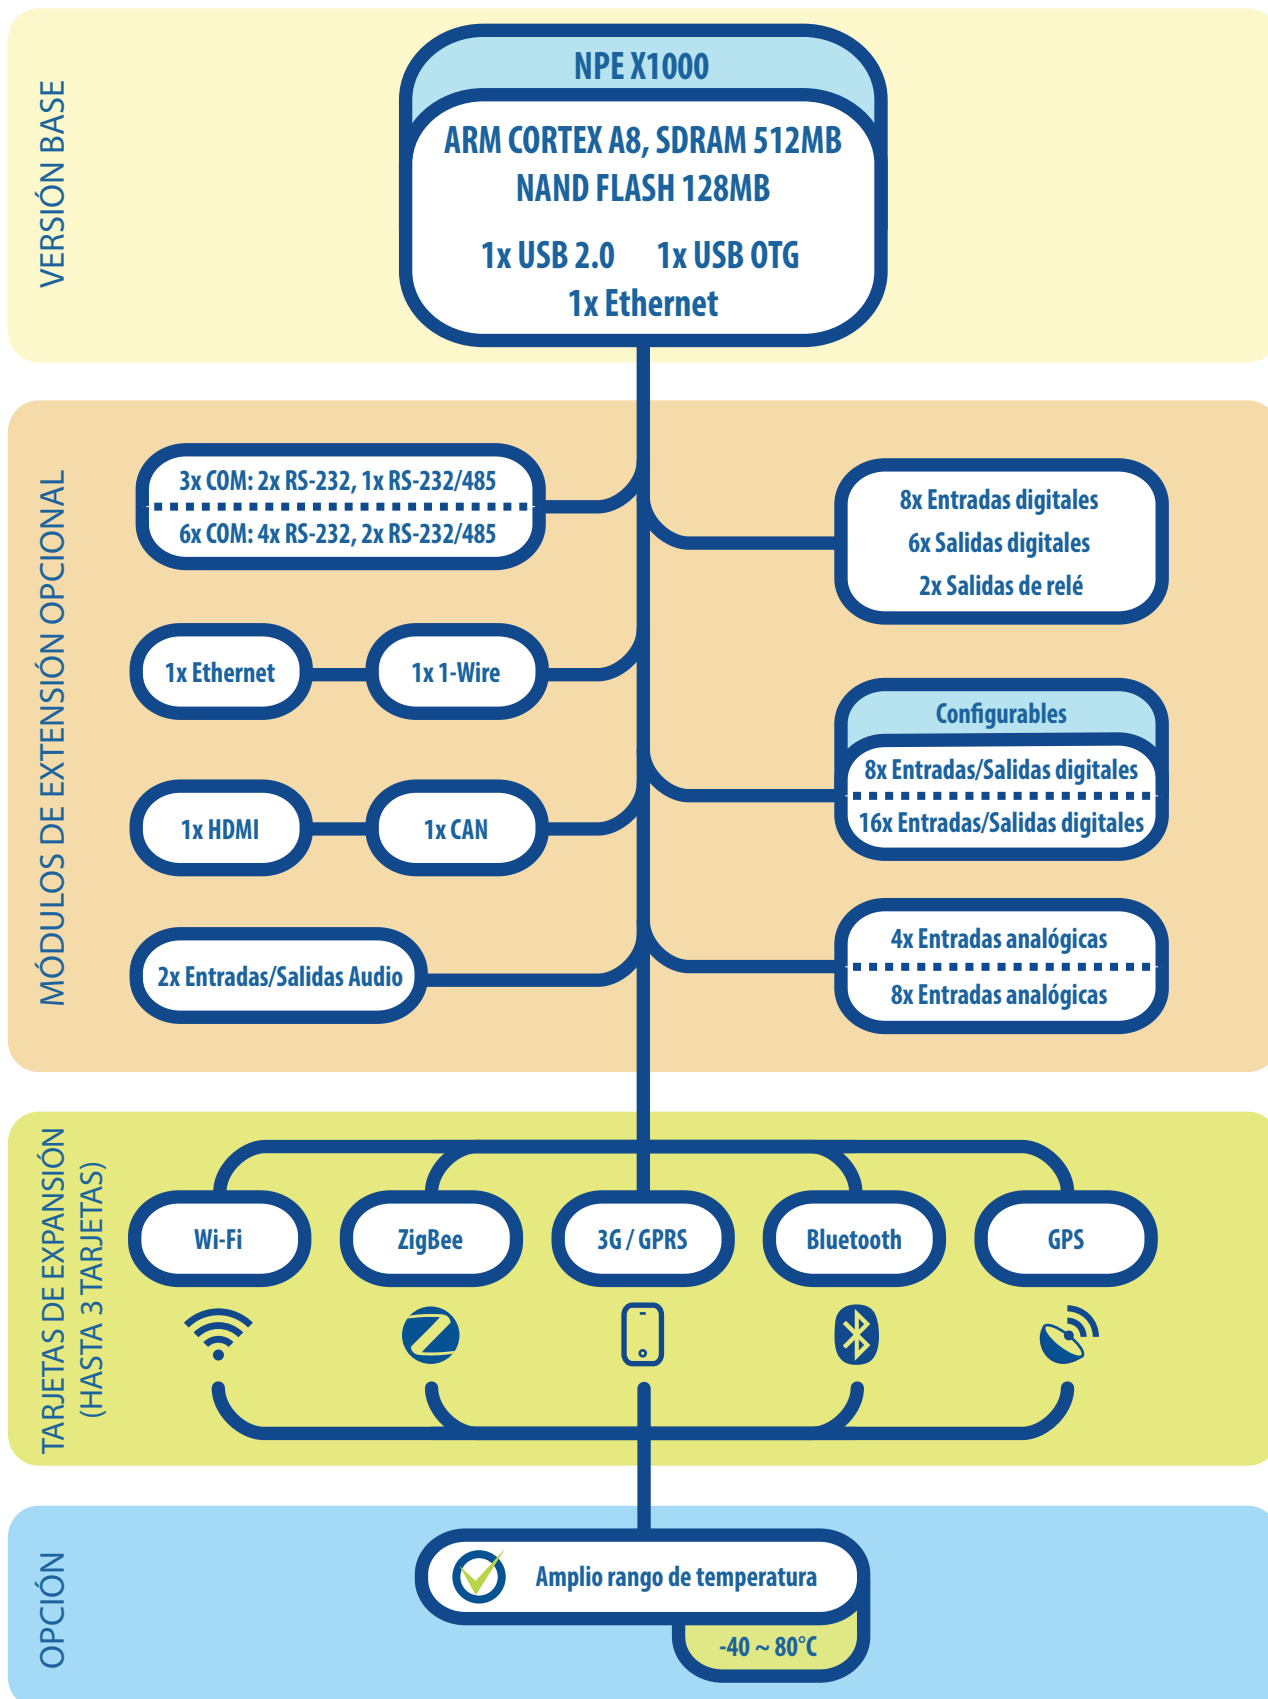 VERSIÓN BASE
NPE X1000
ARM CORTEX A8, SDRAM 512MB
NAND FLASH 128MB
1x USB 2.0 1x USB OTG
1x Ethernet
MÓDULOS DE EXTENSIÓN OPCIONAL
3x COM: 2x RS-232, 1x RS-232/485
6x COM: 4x RS-232, 2x RS-232/485
8x Entradas digitales
6x Salidas digitales
2x Salidas de relé
1x Ethernet
1x 1-Wire
Configurables
8x Entradas/Salidas digitales
16x Entradas/Salidas digitales
1x HDMI
1x CAN
2x Entradas/Salidas Audio
4x Entradas analógicas
8x Entradas analógicas
TARJETAS DE EXPANSIÓN
(HASTA 3 TARJETAS)
Wi-Fi
ZigBee
3G / GPRS
Bluetooth
GPS
OPCIÓN
Amplio rango de temperatura
-40 ~ 80°C